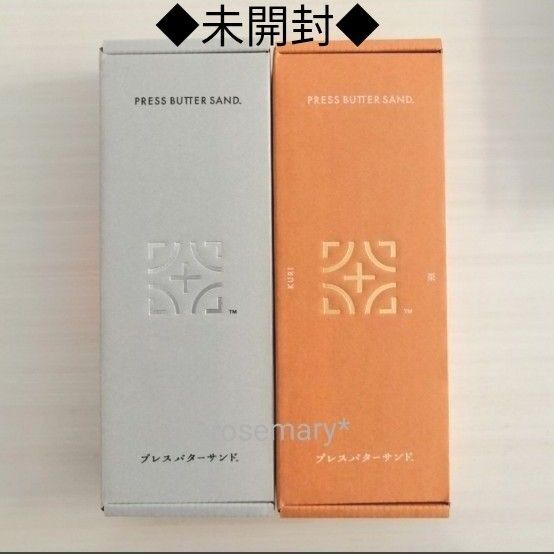 ◆未開封◆
PRESS BUTTER SAND.
PRESS BUTTER SAND.
™
KURI
栗
™
rosemary*
プレスバターサンド.
プレスバターサンド.